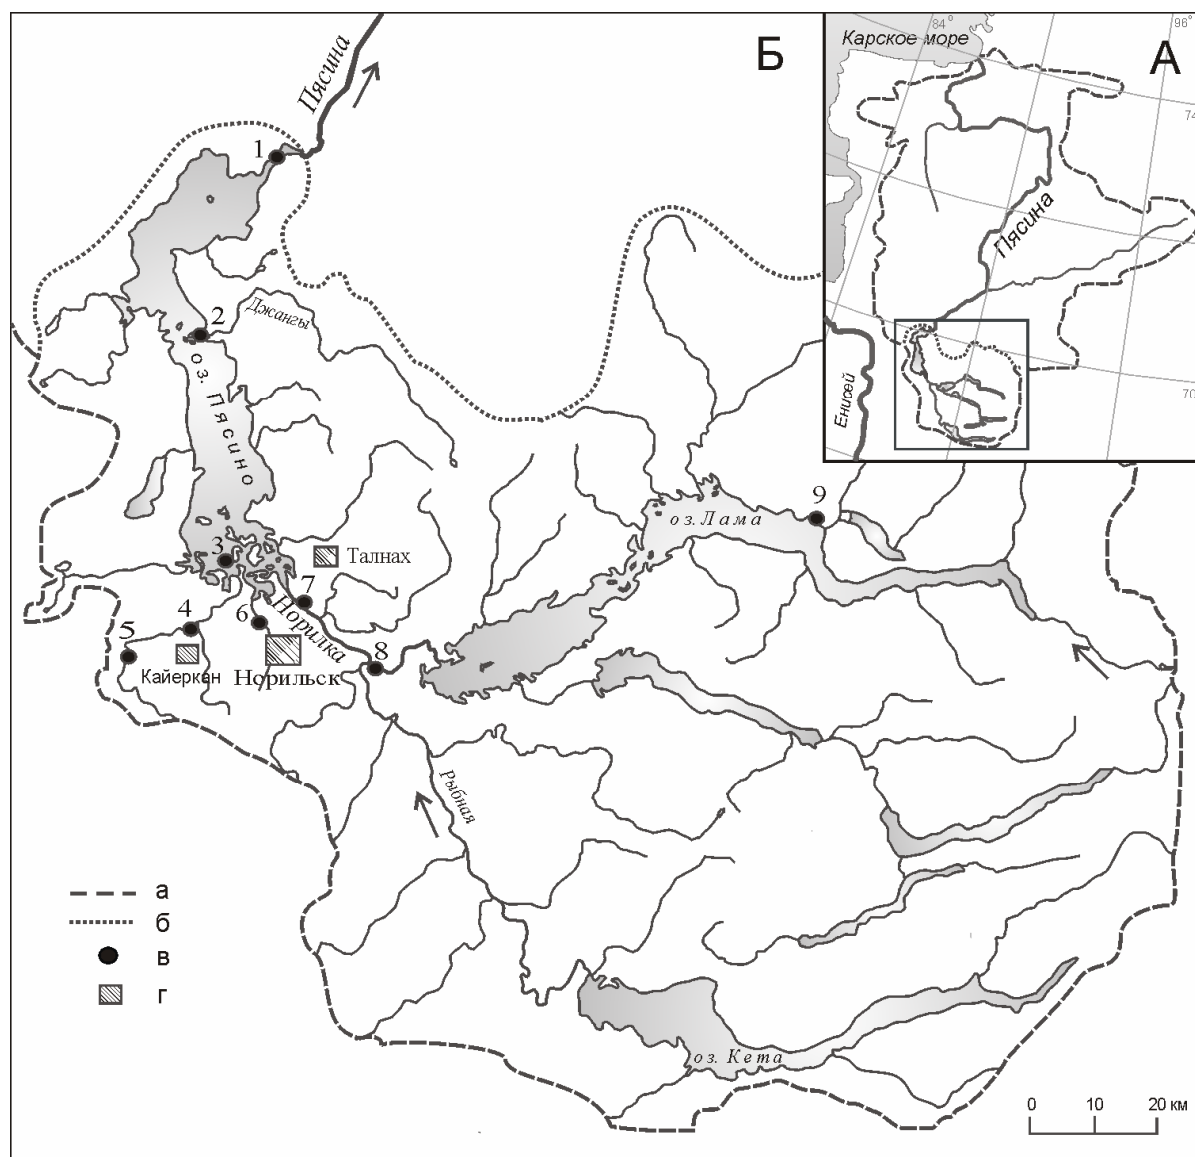 Б
А
Карское море
84°
96°
74
70
Пясина
Енисей
Пясина
1
2
Джангы
оз. Пясино
3
Талнах
7
4
6
5
Норилка
8
Кайеркан
Норильск
оз. Лама
9
Рыбная
оз. Кета
а
б
в
г
0 10 20 км